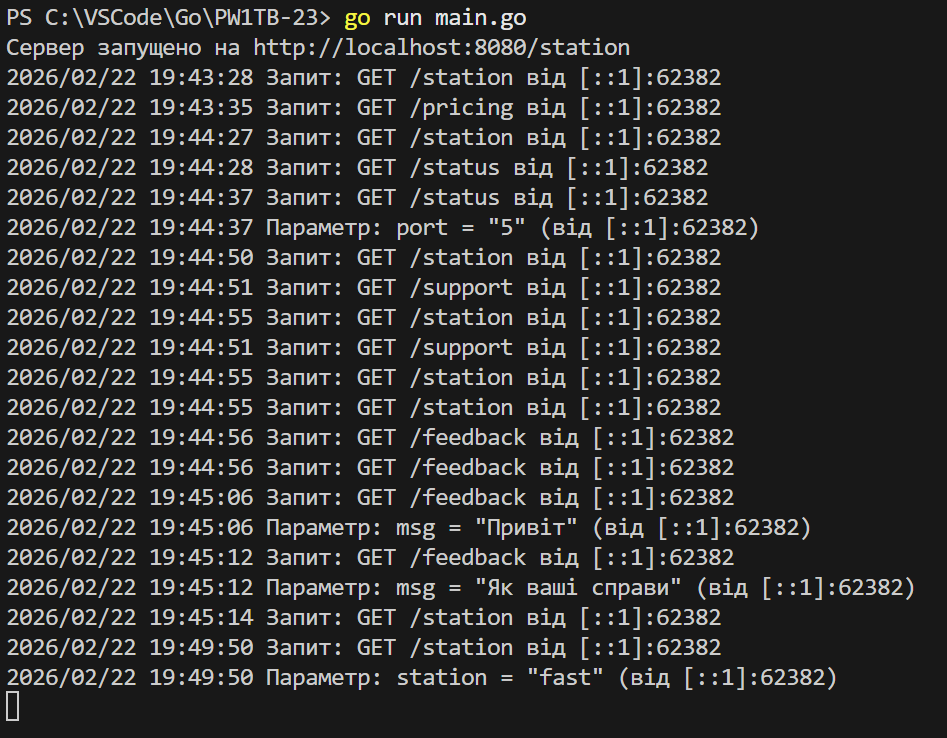 PS C:\VSCode\Go\PW1TB-23> go run main.go
Сервер запущено на http://localhost:8080/station
2026/02/22 19:43:28 Запит: GET /station від [::1]:62382
2026/02/22 19:43:35 Запит: GET /pricing від [::1]:62382
2026/02/22 19:44:27 Запит: GET /station від [::1]:62382
2026/02/22 19:44:28 Запит: GET /status від [::1]:62382
2026/02/22 19:44:37 Запит: GET /status від [::1]:62382
2026/02/22 19:44:37 Параметр: port = "5" (від [::1]:62382)
2026/02/22 19:44:50 Запит: GET /station від [::1]:62382
2026/02/22 19:44:51 Запит: GET /support від [::1]:62382
2026/02/22 19:44:55 Запит: GET /station від [::1]:62382
2026/02/22 19:44:51 Запит: GET /support від [::1]:62382
2026/02/22 19:44:55 Запит: GET /station від [::1]:62382
2026/02/22 19:44:55 Запит: GET /station від [::1]:62382
2026/02/22 19:44:56 Запит: GET /feedback від [::1]:62382
2026/02/22 19:44:56 Запит: GET /feedback від [::1]:62382
2026/02/22 19:45:06 Запит: GET /feedback від [::1]:62382
2026/02/22 19:45:06 Параметр: msg = "Привіт" (від [::1]:62382)
2026/02/22 19:45:12 Запит: GET /feedback від [::1]:62382
2026/02/22 19:45:12 Параметр: msg = "Як ваші справи" (від [::1]:62382)
2026/02/22 19:45:14 Запит: GET /station від [::1]:62382
2026/02/22 19:49:50 Запит: GET /station від [::1]:62382
2026/02/22 19:49:50 Параметр: station = "fast" (від [::1]:62382)